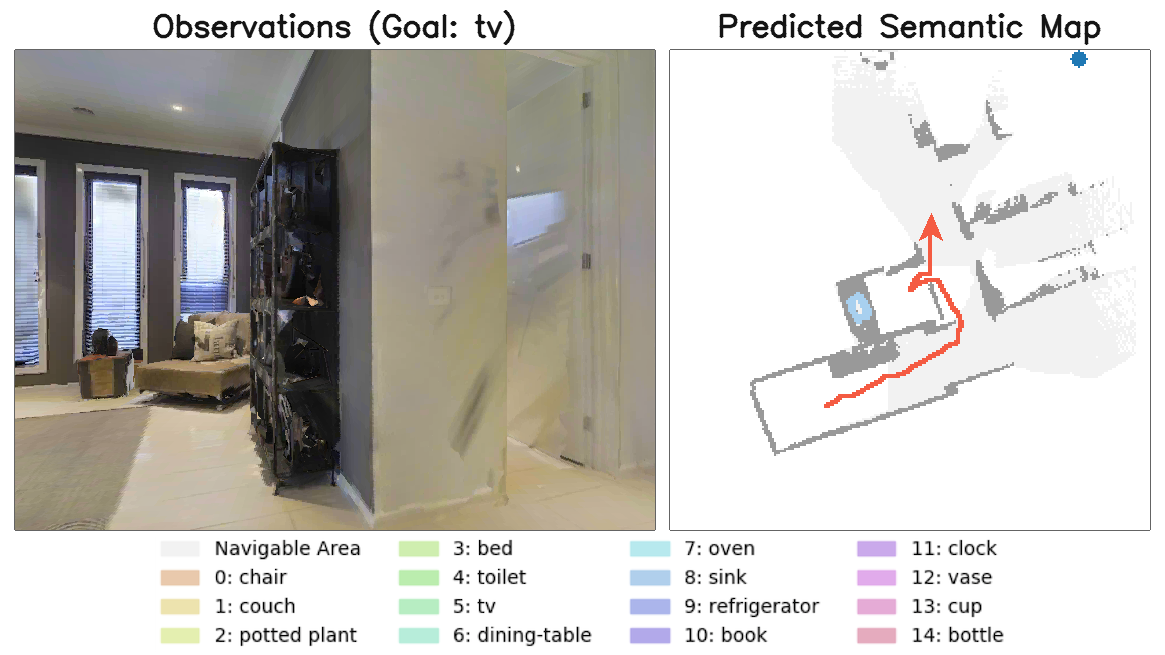 Observations (Goal: tv)
Predicted Semantic Map
Navigable Area
0: chair
1: couch
2: potted plant
3: bed
4: toilet
5: tv
6: dining-table
7: oven
8: sink
9: refrigerator
10: book
11: clock
12: vase
13: cup
14: bottle